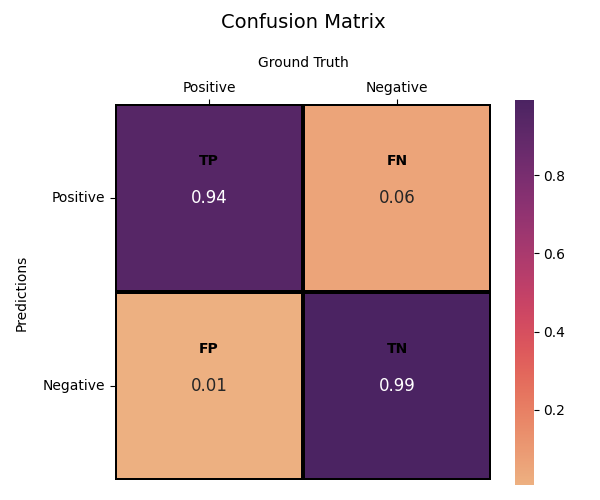 Confusion Matrix
Ground Truth
Positive Negative
TP FN
Positive 0.94 0.06
Predictions
FP TN
Negative 0.01 0.99
0.8
0.6
0.4
0.2